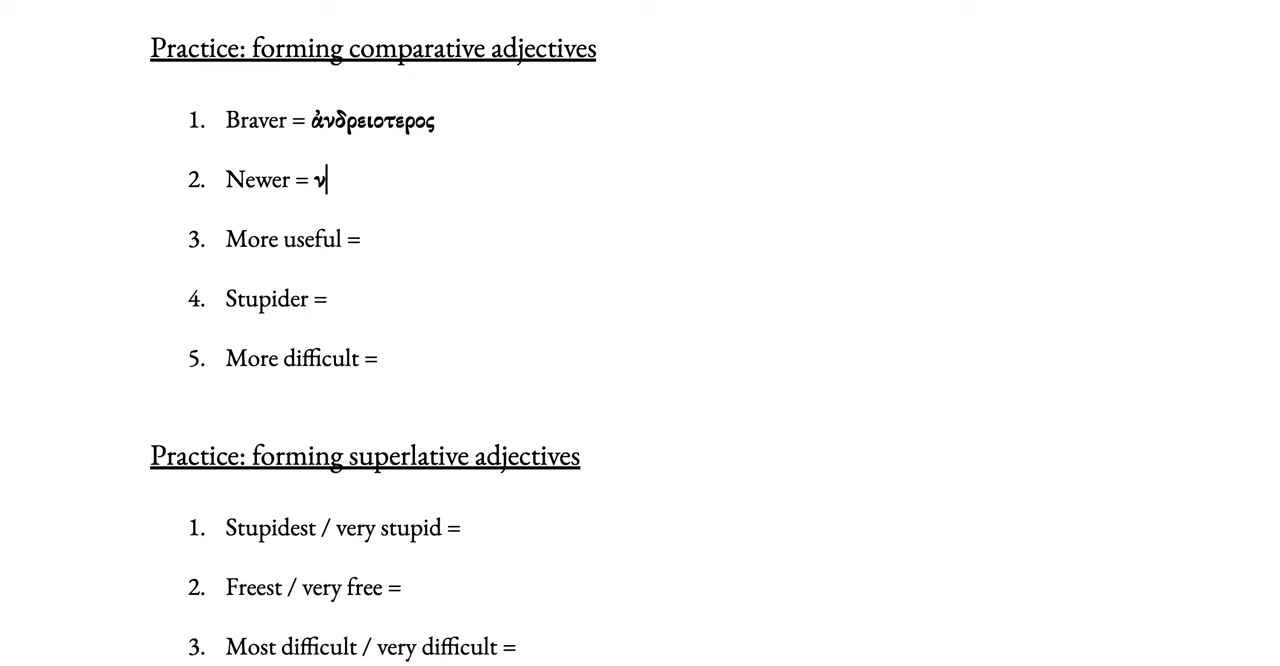 Practice: forming comparative adjectives
1. Braver = ἀνδρειοτερος
2. Newer = ν
3. More useful =
4. Stupider =
5. More difficult =
Practice: forming superlative adjectives
1. Stupidest / very stupid =
2. Freest / very free =
3. Most difficult / very difficult =